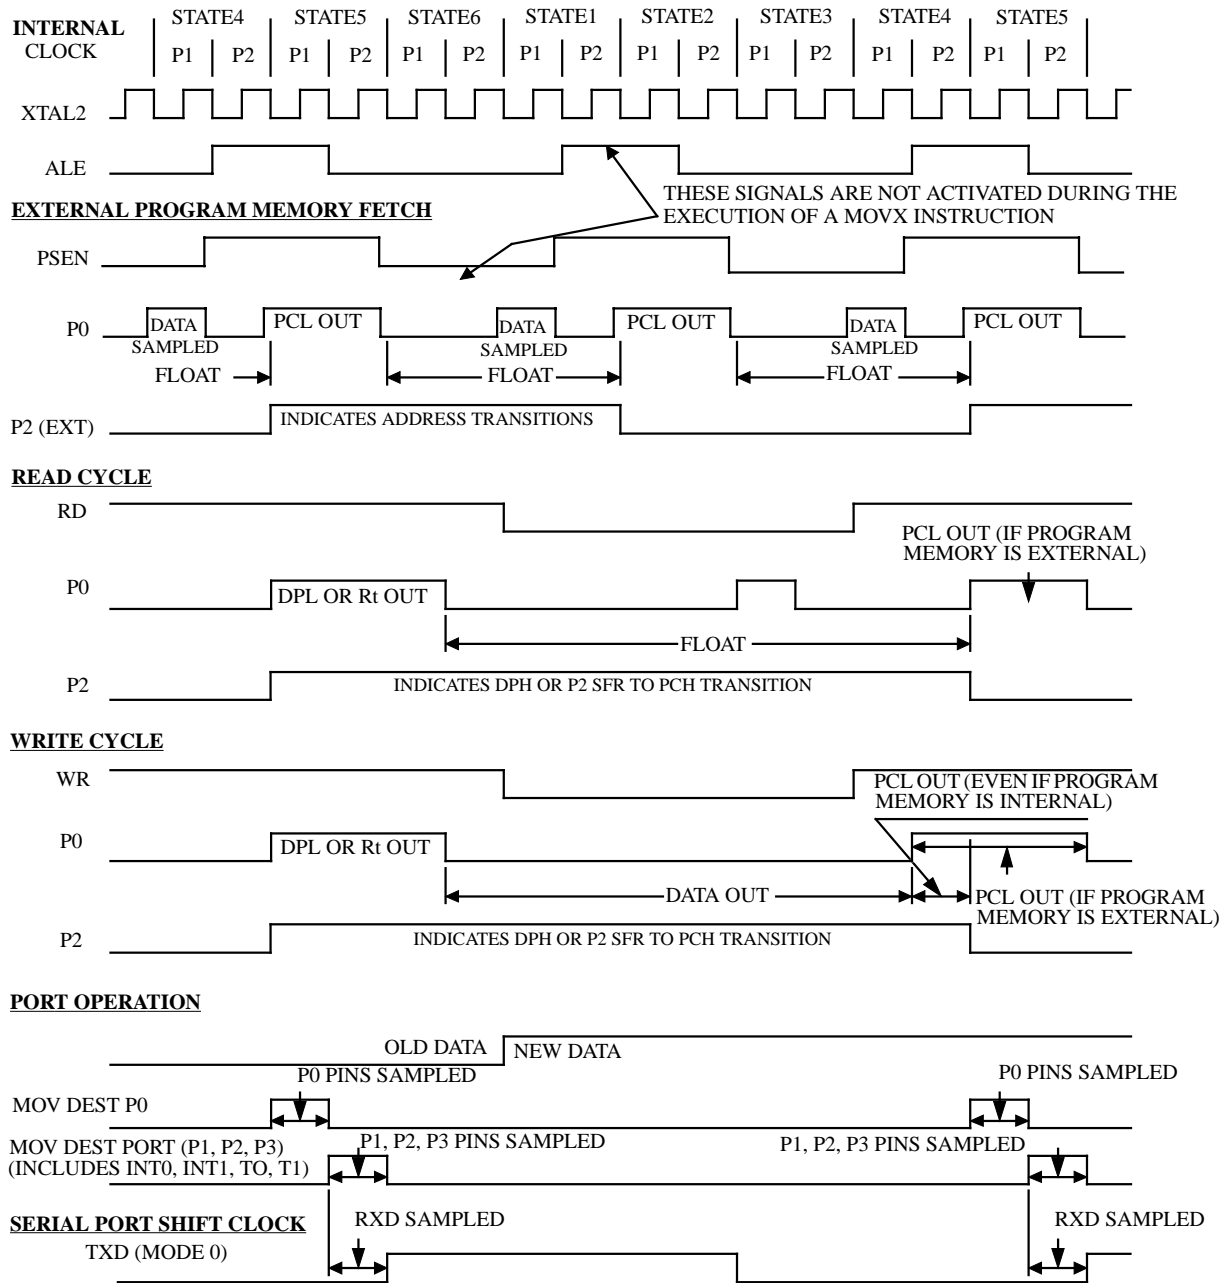 INTERNAL
CLOCK
STATE4 STATE5 STATE6 STATE1 STATE2 STATE3 STATE4 STATE5
P1 P2 P1 P2 P1 P2 P1 P2 P1 P2 P1 P2 P1 P2 P1 P2
XTAL2
ALE
THESE SIGNALS ARE NOT ACTIVATED DURING THE
EXECUTION OF A MOVX INSTRUCTION
EXTERNAL PROGRAM MEMORY FETCH
PSEN
P0
DATA
SAMPLED
PCL OUT
DATA
SAMPLED
PCL OUT
DATA
SAMPLED
PCL OUT
FLOAT FLOAT FLOAT
P2 (EXT)
INDICATES ADDRESS TRANSITIONS
READ CYCLE
RD
PCL OUT (IF PROGRAM
MEMORY IS EXTERNAL)
P0
DPL OR Rt OUT
FLOAT
P2
INDICATES DPH OR P2 SFR TO PCH TRANSITION
WRITE CYCLE
WR
PCL OUT (EVEN IF PROGRAM
MEMORY IS INTERNAL)
P0
DPL OR Rt OUT
DATA OUT
PCL OUT (IF PROGRAM
MEMORY IS EXTERNAL)
P2
INDICATES DPH OR P2 SFR TO PCH TRANSITION
PORT OPERATION
OLD DATA NEW DATA
P0 PINS SAMPLED P0 PINS SAMPLED
MOV DEST P0
MOV DEST PORT (P1, P2, P3)
(INCLUDES INT0, INT1, TO, T1)
P1, P2, P3 PINS SAMPLED P1, P2, P3 PINS SAMPLED
SERIAL PORT SHIFT CLOCK
TXD (MODE 0)
RXD SAMPLED RXD SAMPLED